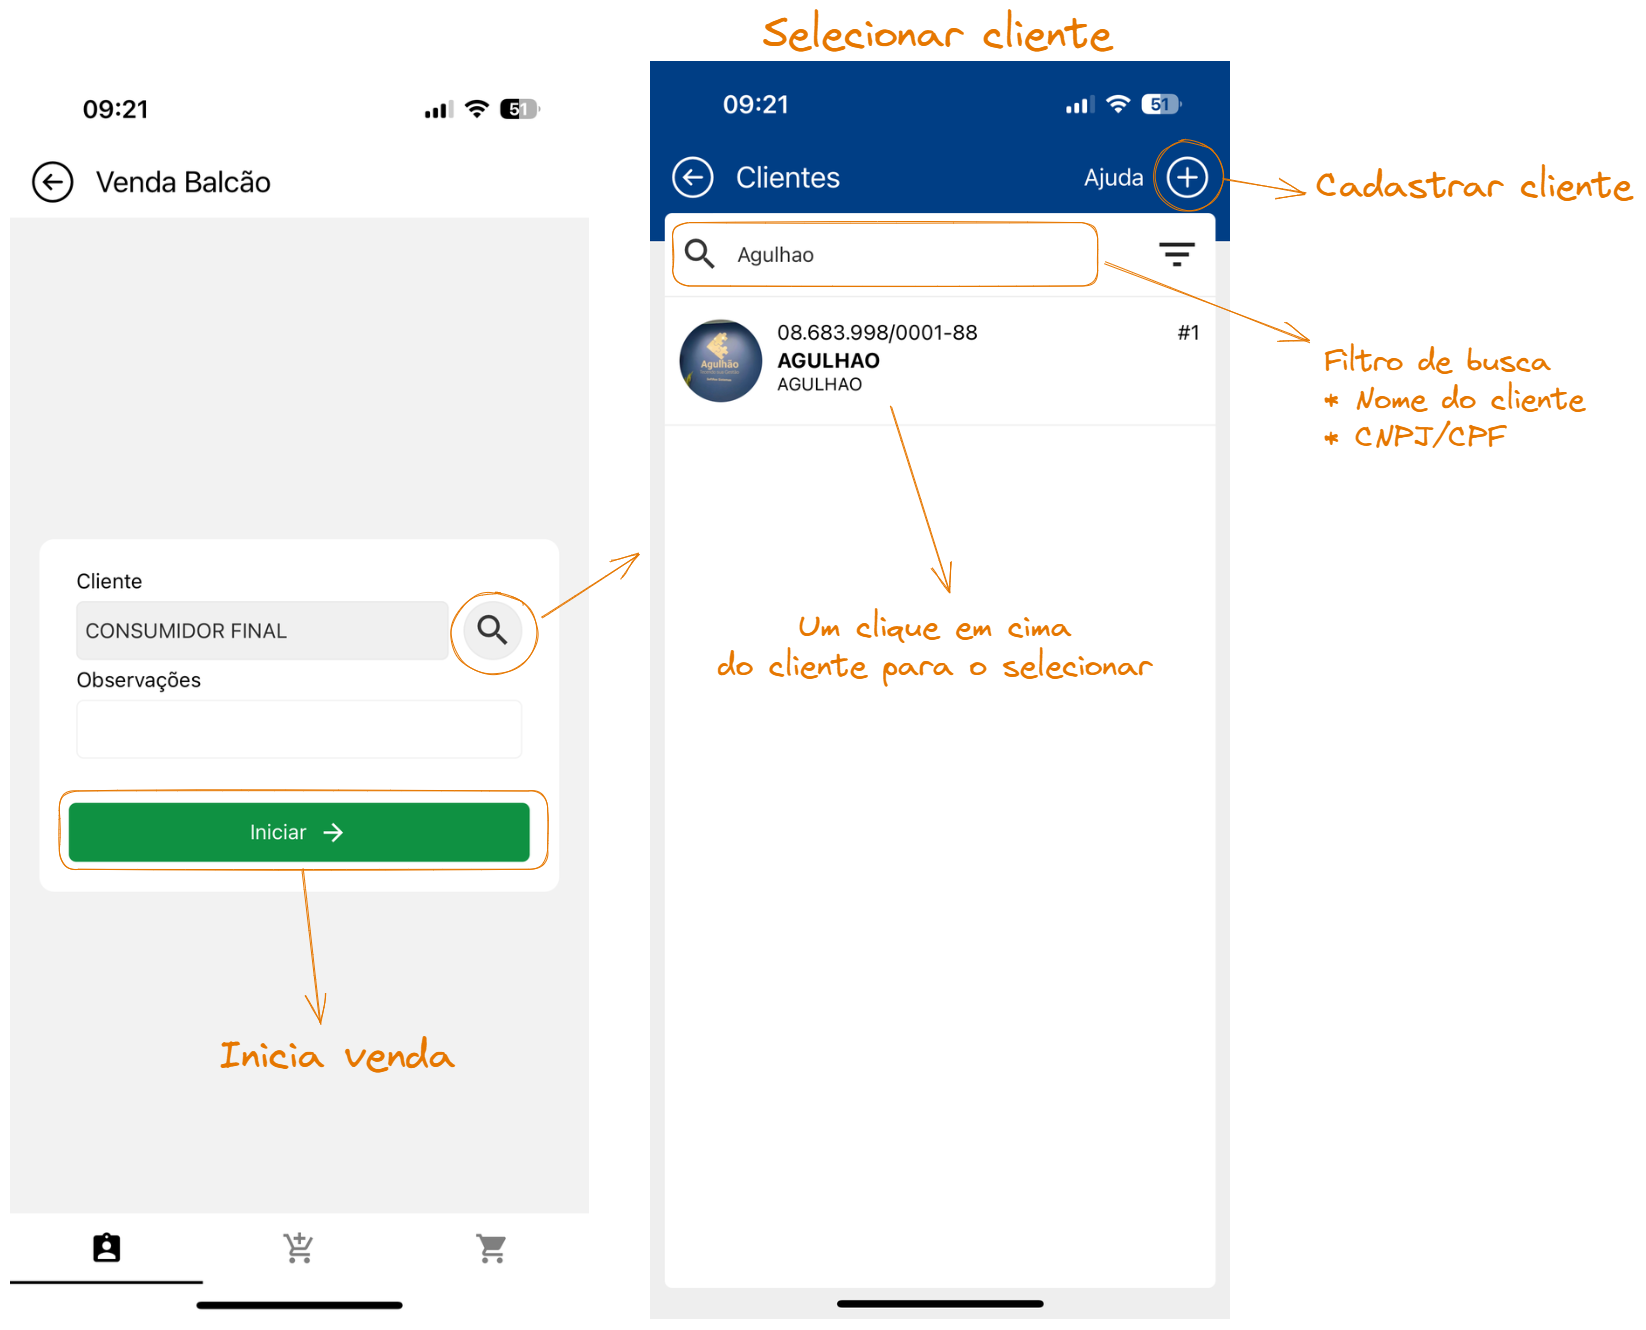 Selecionar cliente
09:21
51
Venda Balcão
Cliente
CONSUMIDOR FINAL
Observações
Iniciar
Inicia venda
09:21
51
Clientes
Ajuda
Cadastrar cliente
Agulhao
08.683.998/0001-88
#1
AGULHAO
AGULHAO
Agulhão
Filtro de busca
* Nome do cliente
* CNPJ/CPF
Um clique em cima
do cliente para o selecionar